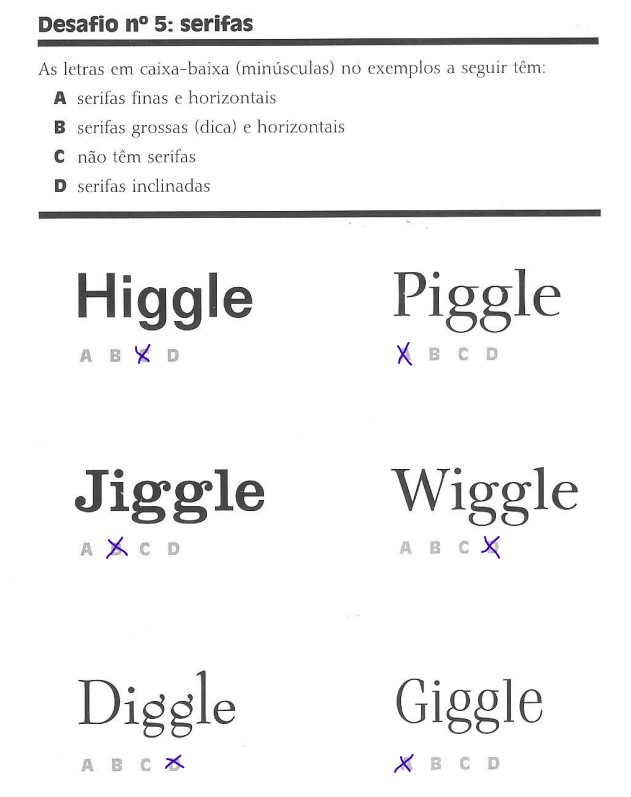 Desafio nº 5: serifas
As letras em caixa-baixa (minúsculas) no exemplos a seguir têm:
A serifas finas e horizontais
B serifas grossas (dica) e horizontais
C não têm serifas
D serifas inclinadas
Higgle Piggle
A B C D A B C D
Jiggle Wiggle
A B C D A B C D
Diggle Giggle
A B C D A B C D